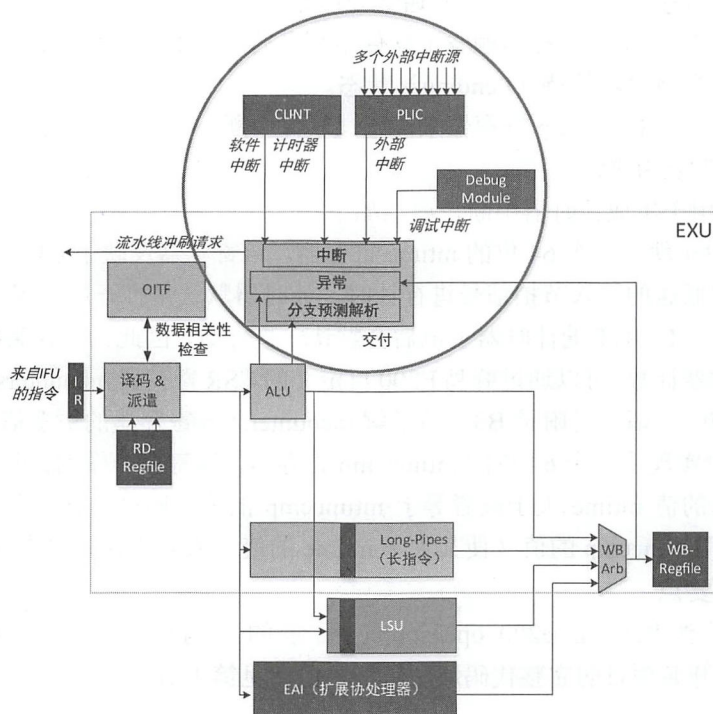 多个外部中断源
CLINT
PLIC
软件
中断
计时器
中断
外部
中断
Debug
Module
调试中断
EXU
流水线冲刷请求
中断
异常
分支预测解析
交付
OITF
数据相关性
检查
来自IFU
的指令
I
R
译码 &
派遣
ALU
RD-
Regfile
Long-Pipes
（长指令）
WB
Arb
WB-
Regfile
LSU
EAI（扩展协处理器）